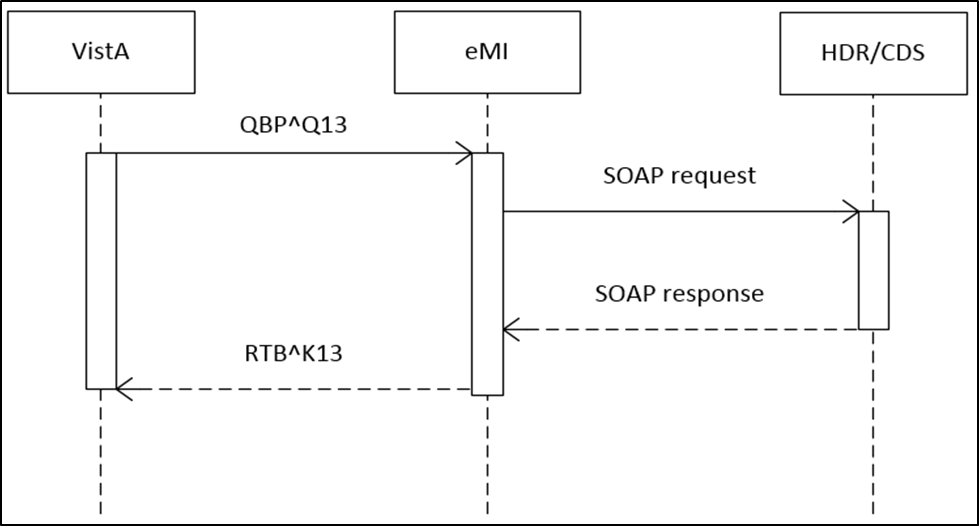 VistA
eMI
HDR/CDS
QBP^Q13
SOAP request
SOAP response
RTB^K13